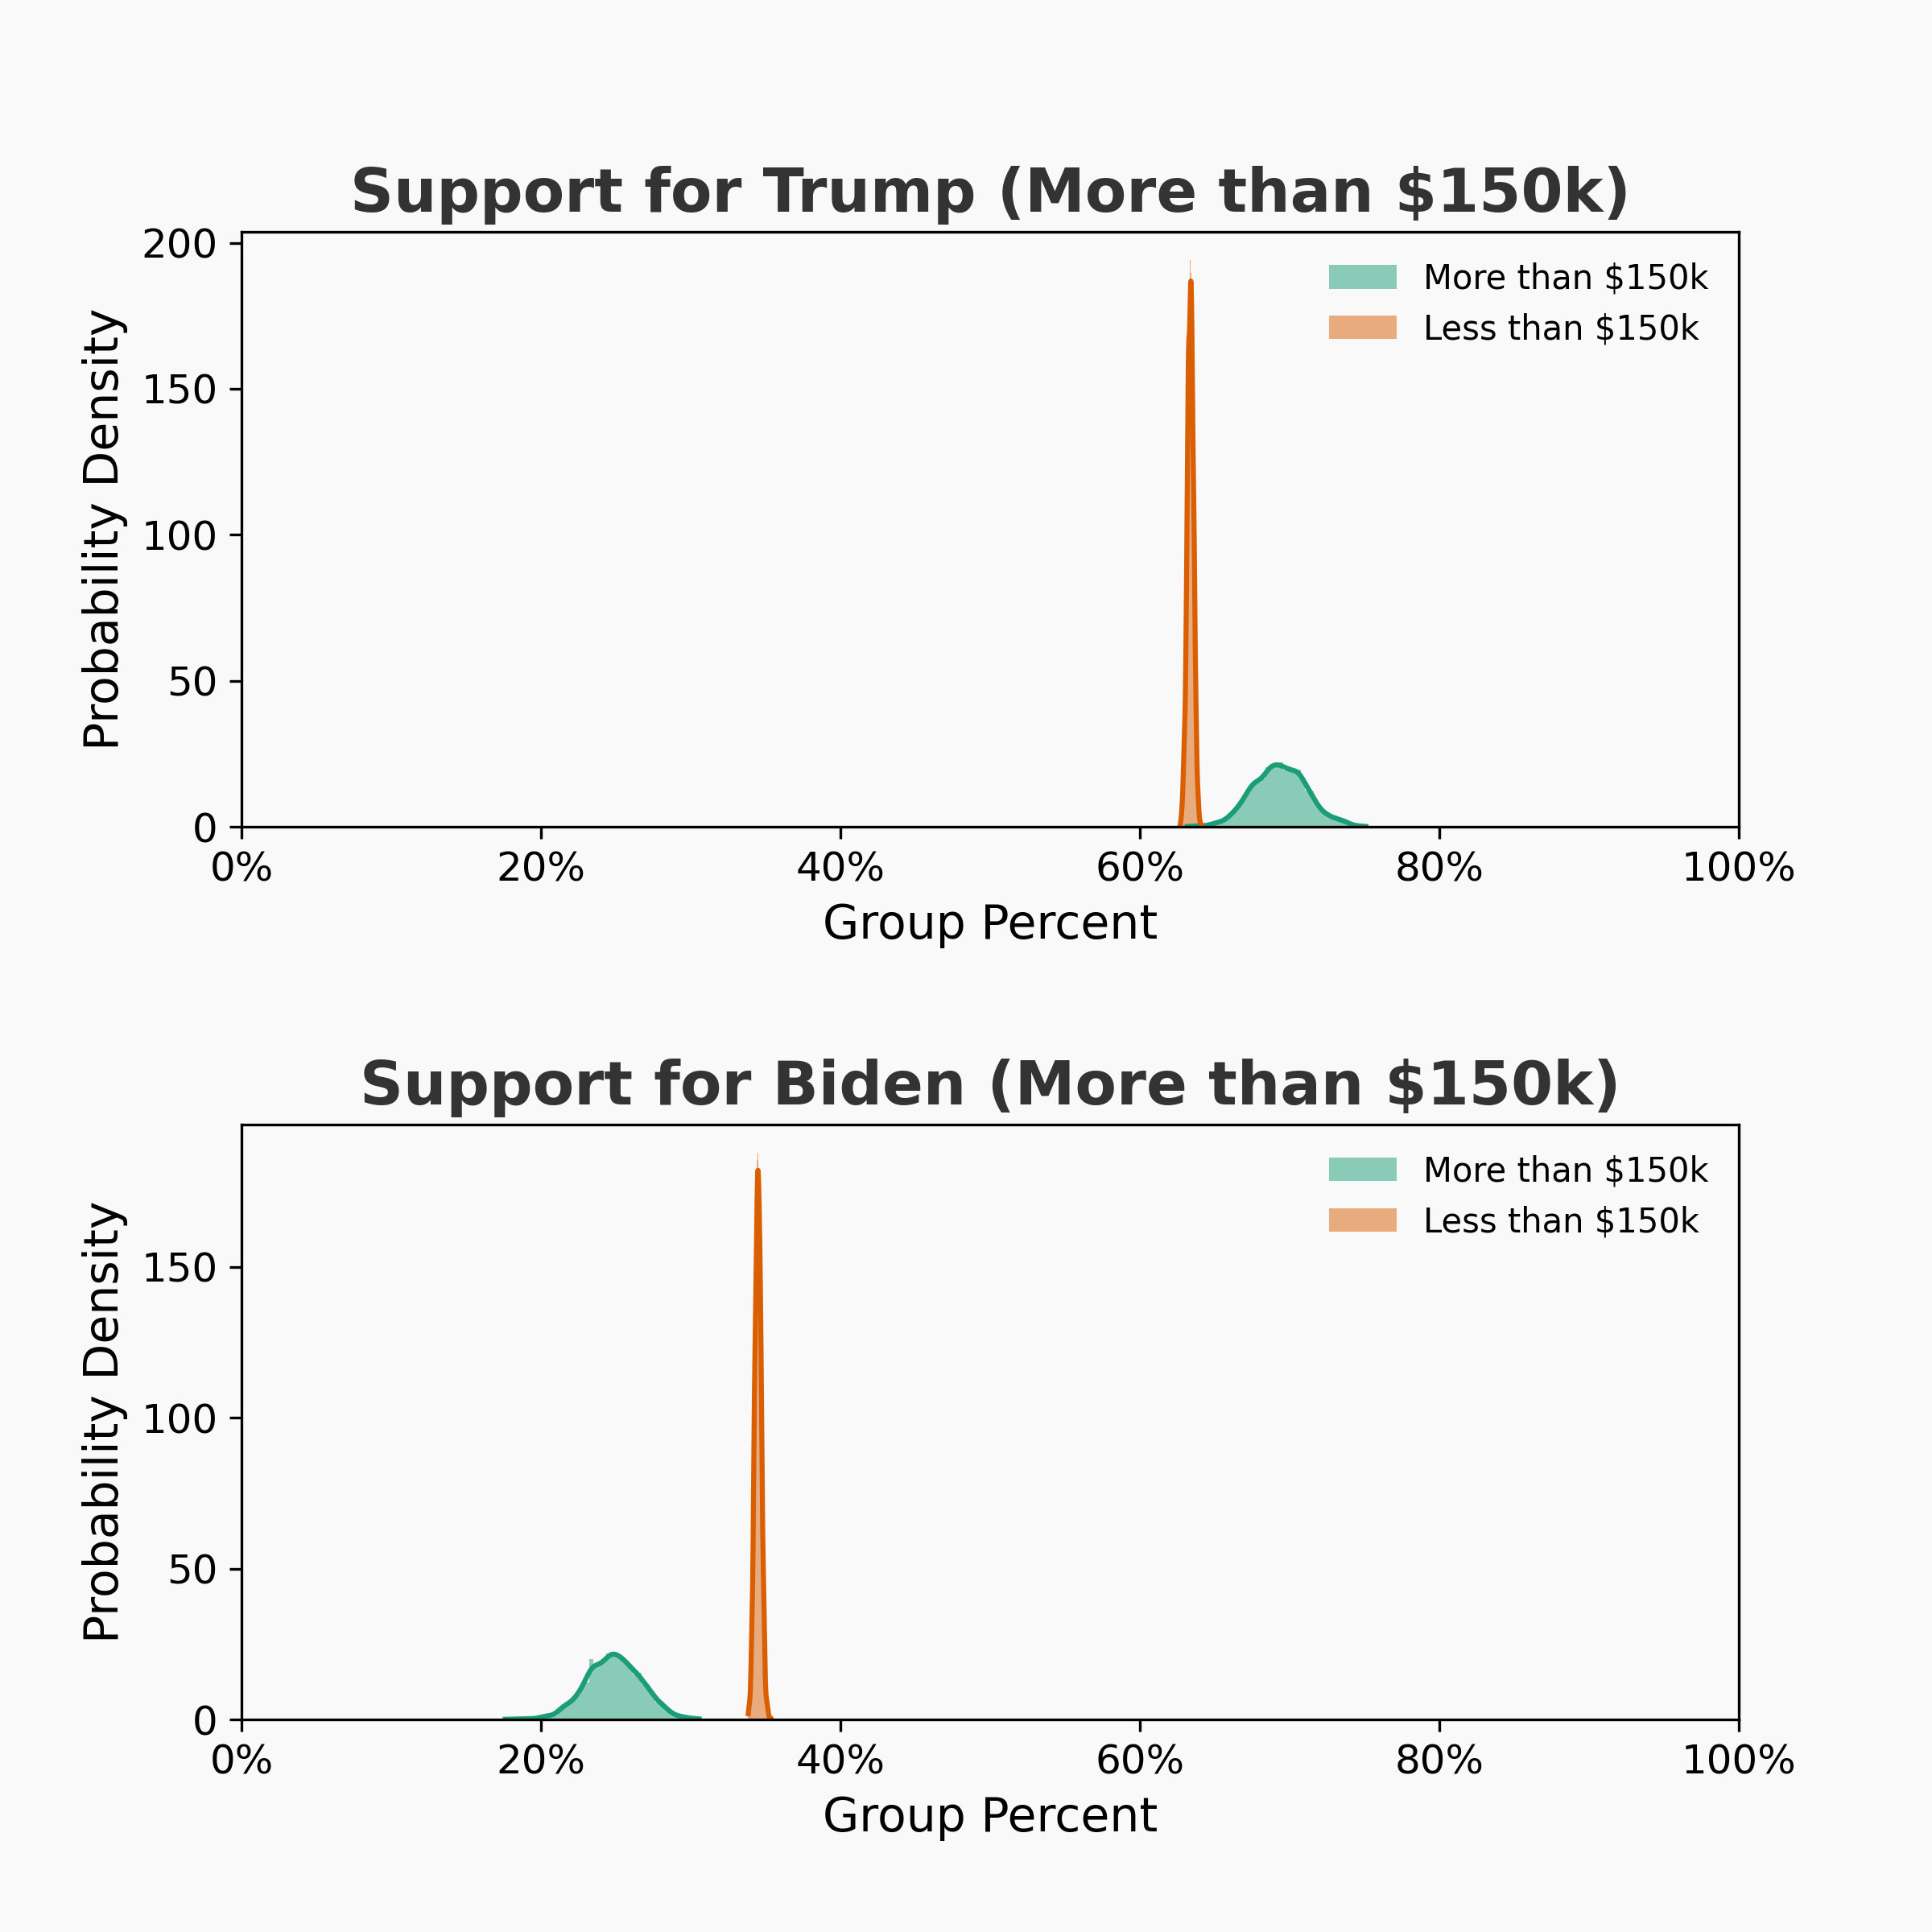 Support for Trump (More than $150k)
200
150
100
50
0
Probability Density
More than $150k
Less than $150k
0% 20% 40% 60% 80% 100%
Group Percent
Support for Biden (More than $150k)
150
100
50
0
Probability Density
More than $150k
Less than $150k
0% 20% 40% 60% 80% 100%
Group Percent